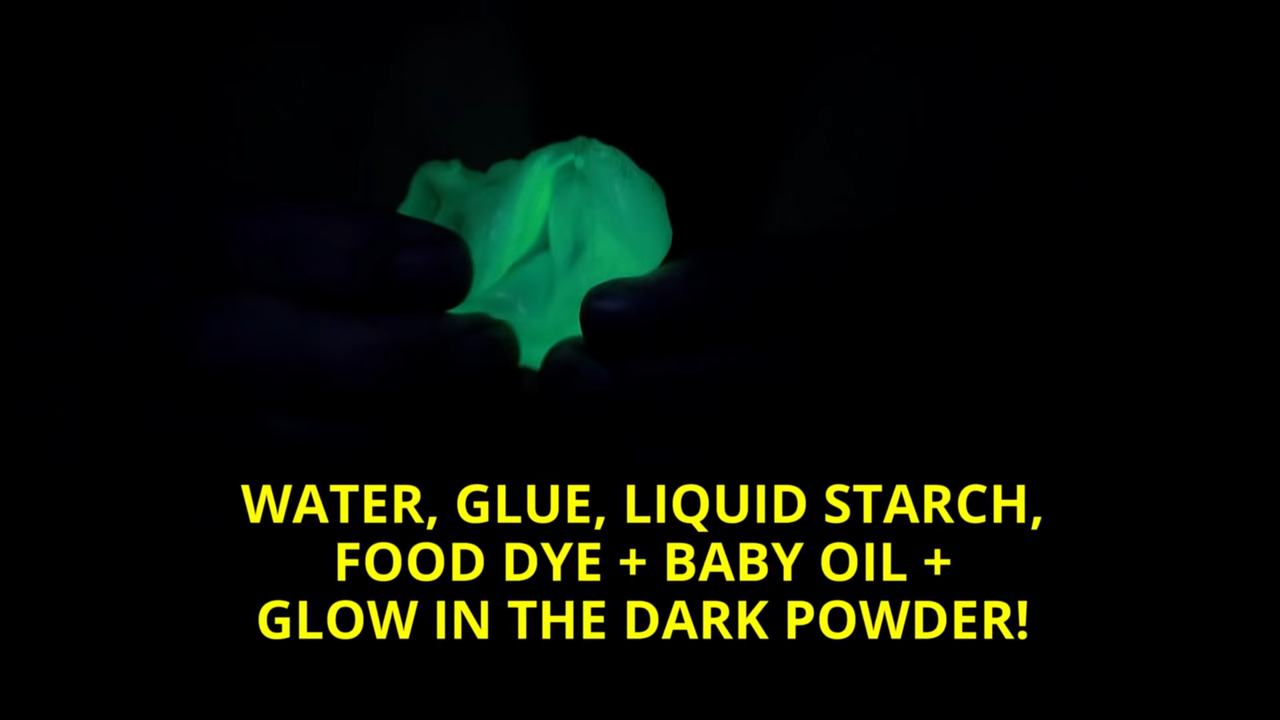 WATER, GLUE, LIQUID STARCH,
FOOD DYE + BABY OIL +
GLOW IN THE DARK POWDER!